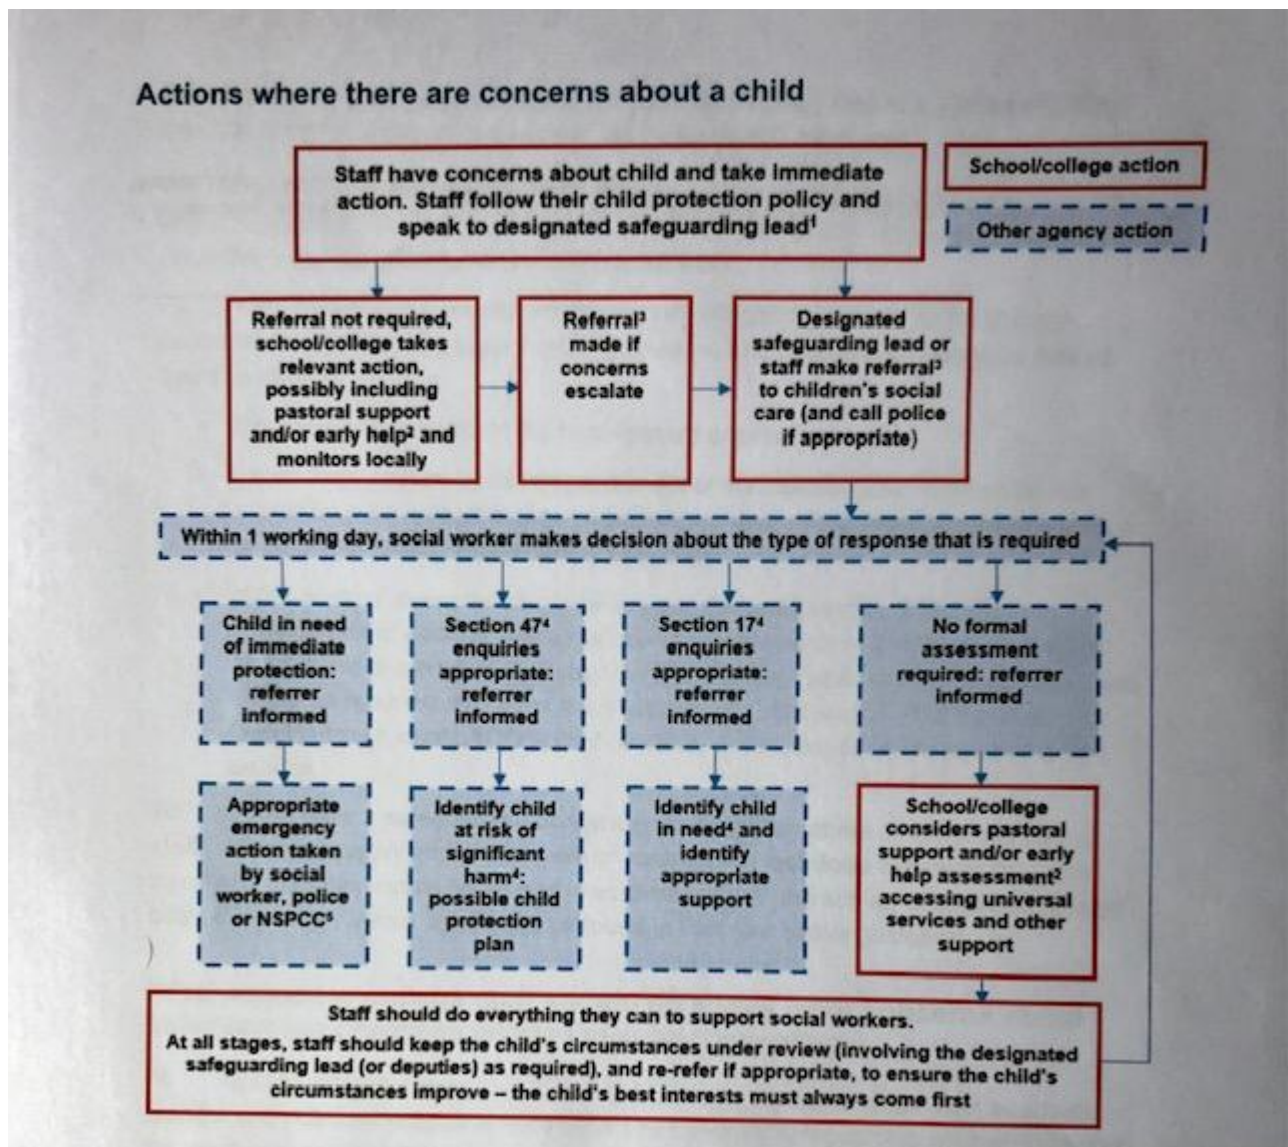 Actions where there are concerns about a child
Staff have concerns about child and take immediate
action. Staff follow their child protection policy and
speak to designated safeguarding lead¹
School/college action
Other agency action
Referral not required,
school/college takes
relevant action,
possibly including
pastoral support
and/or early help² and
monitors locally
Referral³
made if
concerns
escalate
Designated
safeguarding lead or
staff make referral³
to children's social
care (and call police
if appropriate)
Within 1 working day, social worker makes decision about the type of response that is required
Child in need
of immediate
protection:
referrer
informed
Section 47⁴
enquiries
appropriate:
referrer
informed
Section 17⁴
enquiries
appropriate:
referrer
informed
No formal
assessment
required: referrer
informed
Appropriate
emergency
action taken
by social
worker, police
or NSPCC⁵
Identify child
at risk of
significant
harm⁴:
possible child
protection
plan
Identify child
in need⁴ and
identify
appropriate
support
School/college
considers pastoral
support and/or early
help assessment²
accessing universal
services and other
support
Staff should do everything they can to support social workers.
At all stages, staff should keep the child's circumstances under review (involving the designated
safeguarding lead (or deputies) as required), and re-refer if appropriate, to ensure the child's
circumstances improve – the child's best interests must always come first